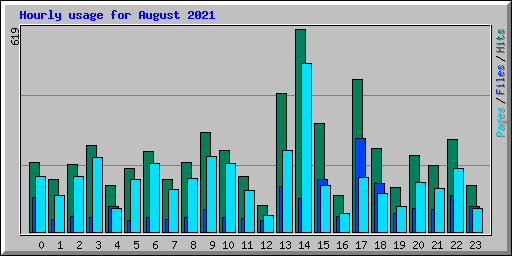 Hourly usage for August 2021
619
Pages/Files/Hits
0 1 2 3 4 5 6 7 8 9 10 11 12 13 14 15 16 17 18 19 20 21 22 23